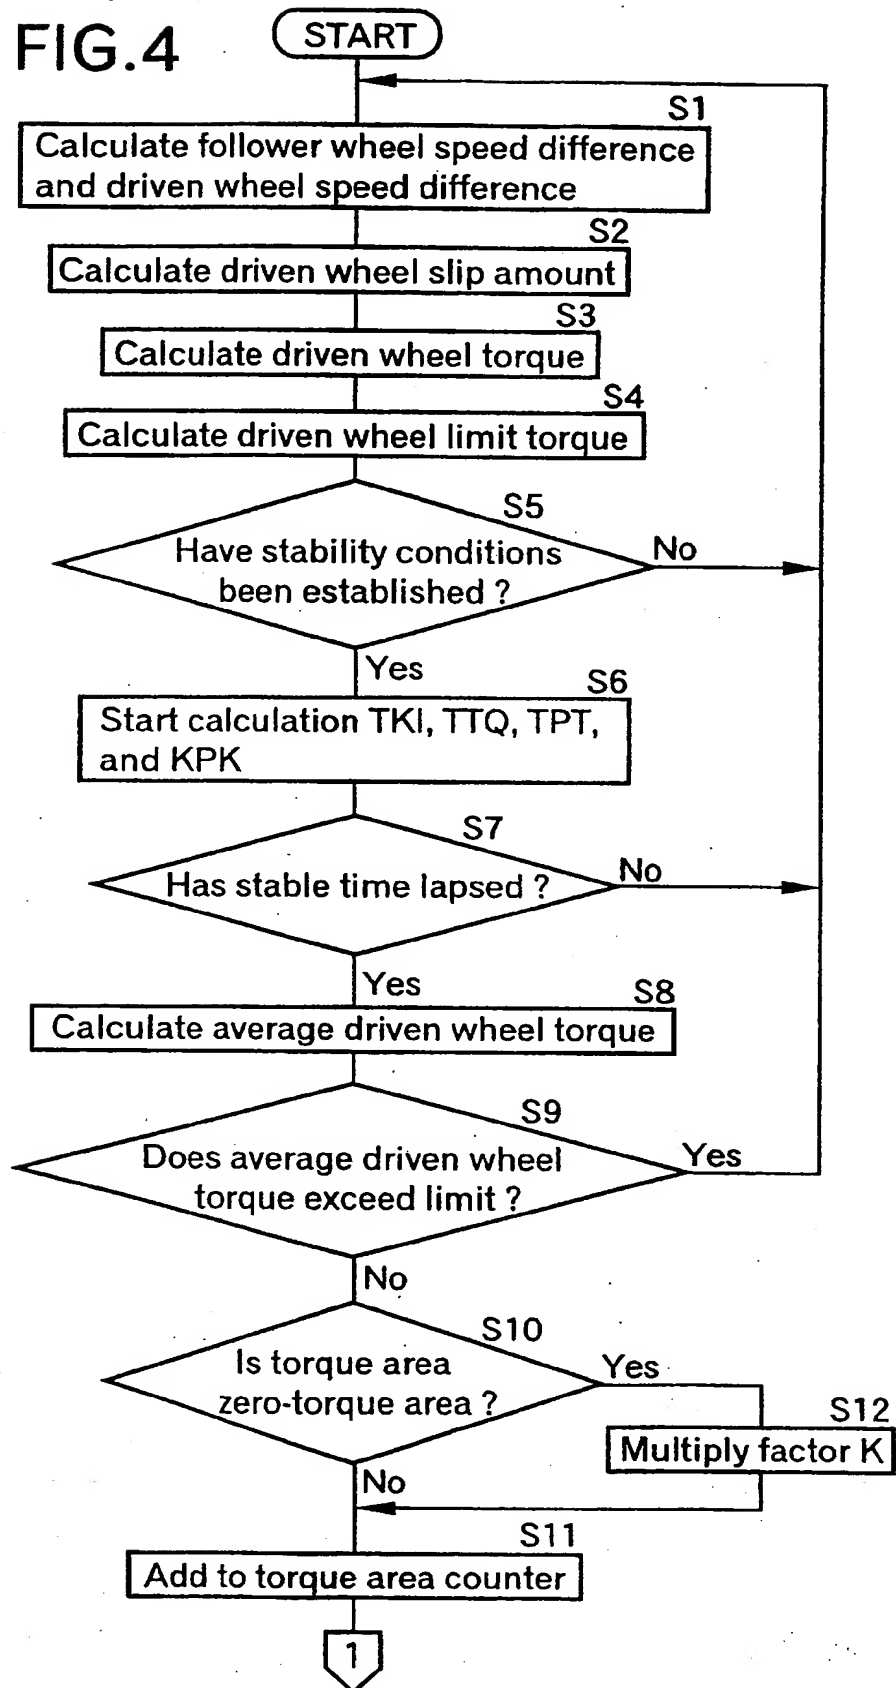 FIG.4
START
S1
Calculate follower wheel speed difference
and driven wheel speed difference
S2
Calculate driven wheel slip amount
S3
Calculate driven wheel torque
S4
Calculate driven wheel limit torque
S5
Have stability conditions
been established ?
No
Yes
S6
Start calculation TKI, TTQ, TPT,
and KPK
S7
Has stable time lapsed ?
No
Yes
S8
Calculate average driven wheel torque
S9
Does average driven wheel
torque exceed limit ?
Yes
No
S10
Is torque area
zero-torque area ?
Yes
S12
Multiply factor K
No
S11
Add to torque area counter
1